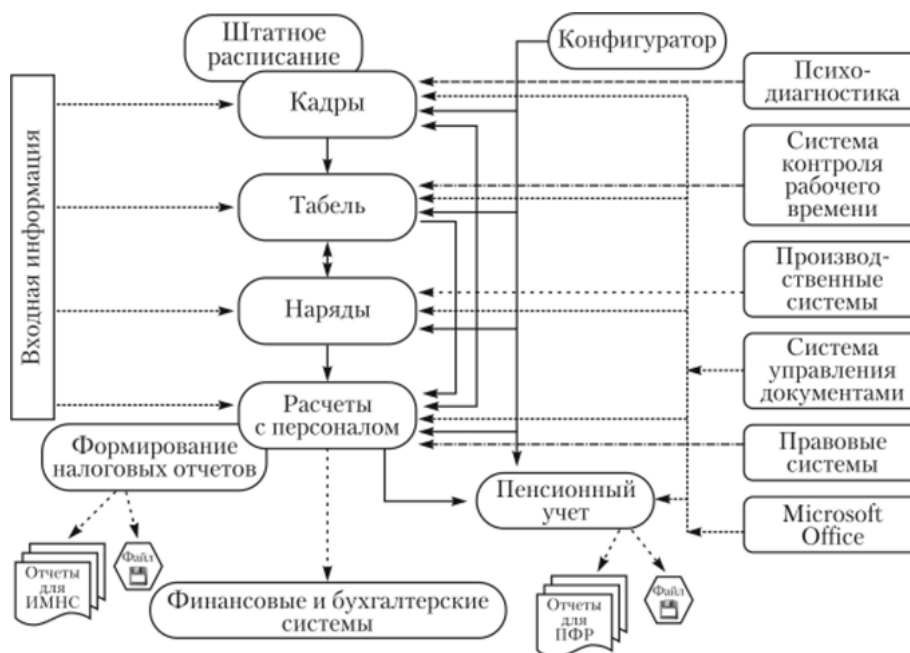 Штатное
расписание
Конфигуратор
Входная информация
Кадры
Психо-
диагностика
Табель
Система
контроля
рабочего
времени
Наряды
Производ-
ственные
системы
Система
управления
документами
Расчеты
с персоналом
Формирование
налоговых отчетов
Правовые
системы
Пенсионный
учет
Microsoft
Office
Отчеты
для
ИМНС
Файл
Финансовые и бухгалтерские
системы
Отчеты
для
ПФР
Файл